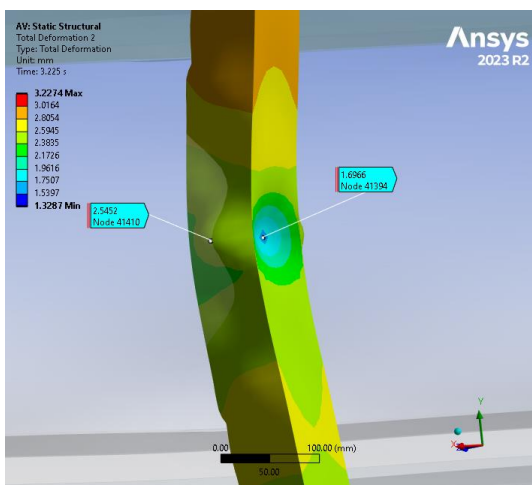 AV: Static Structural
Total Deformation 2
Type: Total Deformation
Unit: mm
Time: 3.225 s
3.2274 Max
3.0164
2.8054
2.5945
2.3835
2.1726
1.9616
1.7507
1.5397
1.3287 Min
Ansys
2023 R2
1.6966
Node 41394
2.5452
Node 41410
0.00
100.00 (mm)
50.00
Y
X